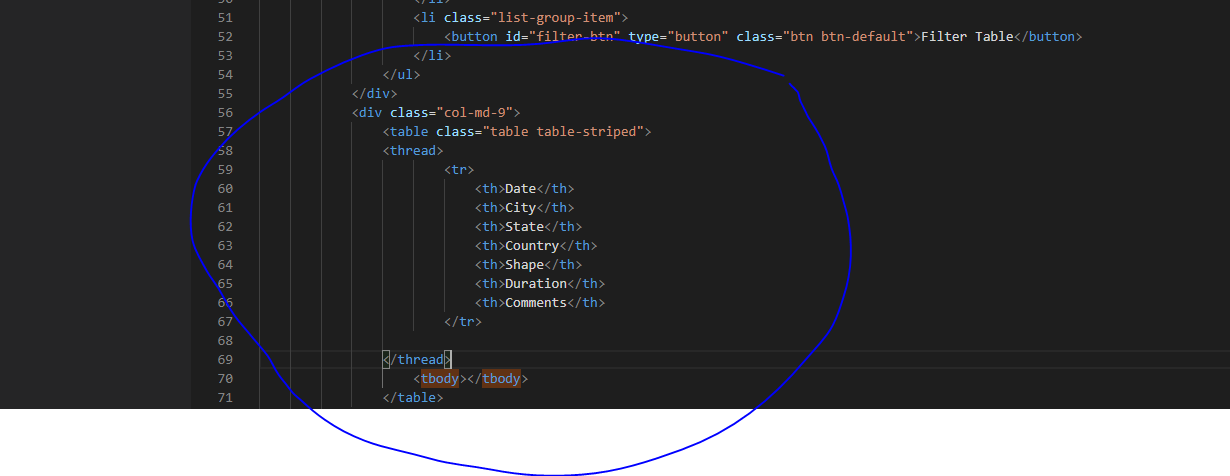 50 </li>
51 <li class="list-group-item">
52 <button id="filter-btn" type="button" class="btn btn-default">Filter Table</button>
53 </li>
54 </ul>
55 </div>
56 <div class="col-md-9">
57 <table class="table table-striped">
58 <thread>
59 <tr>
60 <th>Date</th>
61 <th>City</th>
62 <th>State</th>
63 <th>Country</th>
64 <th>Shape</th>
65 <th>Duration</th>
66 <th>Comments</th>
67 </tr>
68
69 </thread>
70 <tbody></tbody>
71 </table>